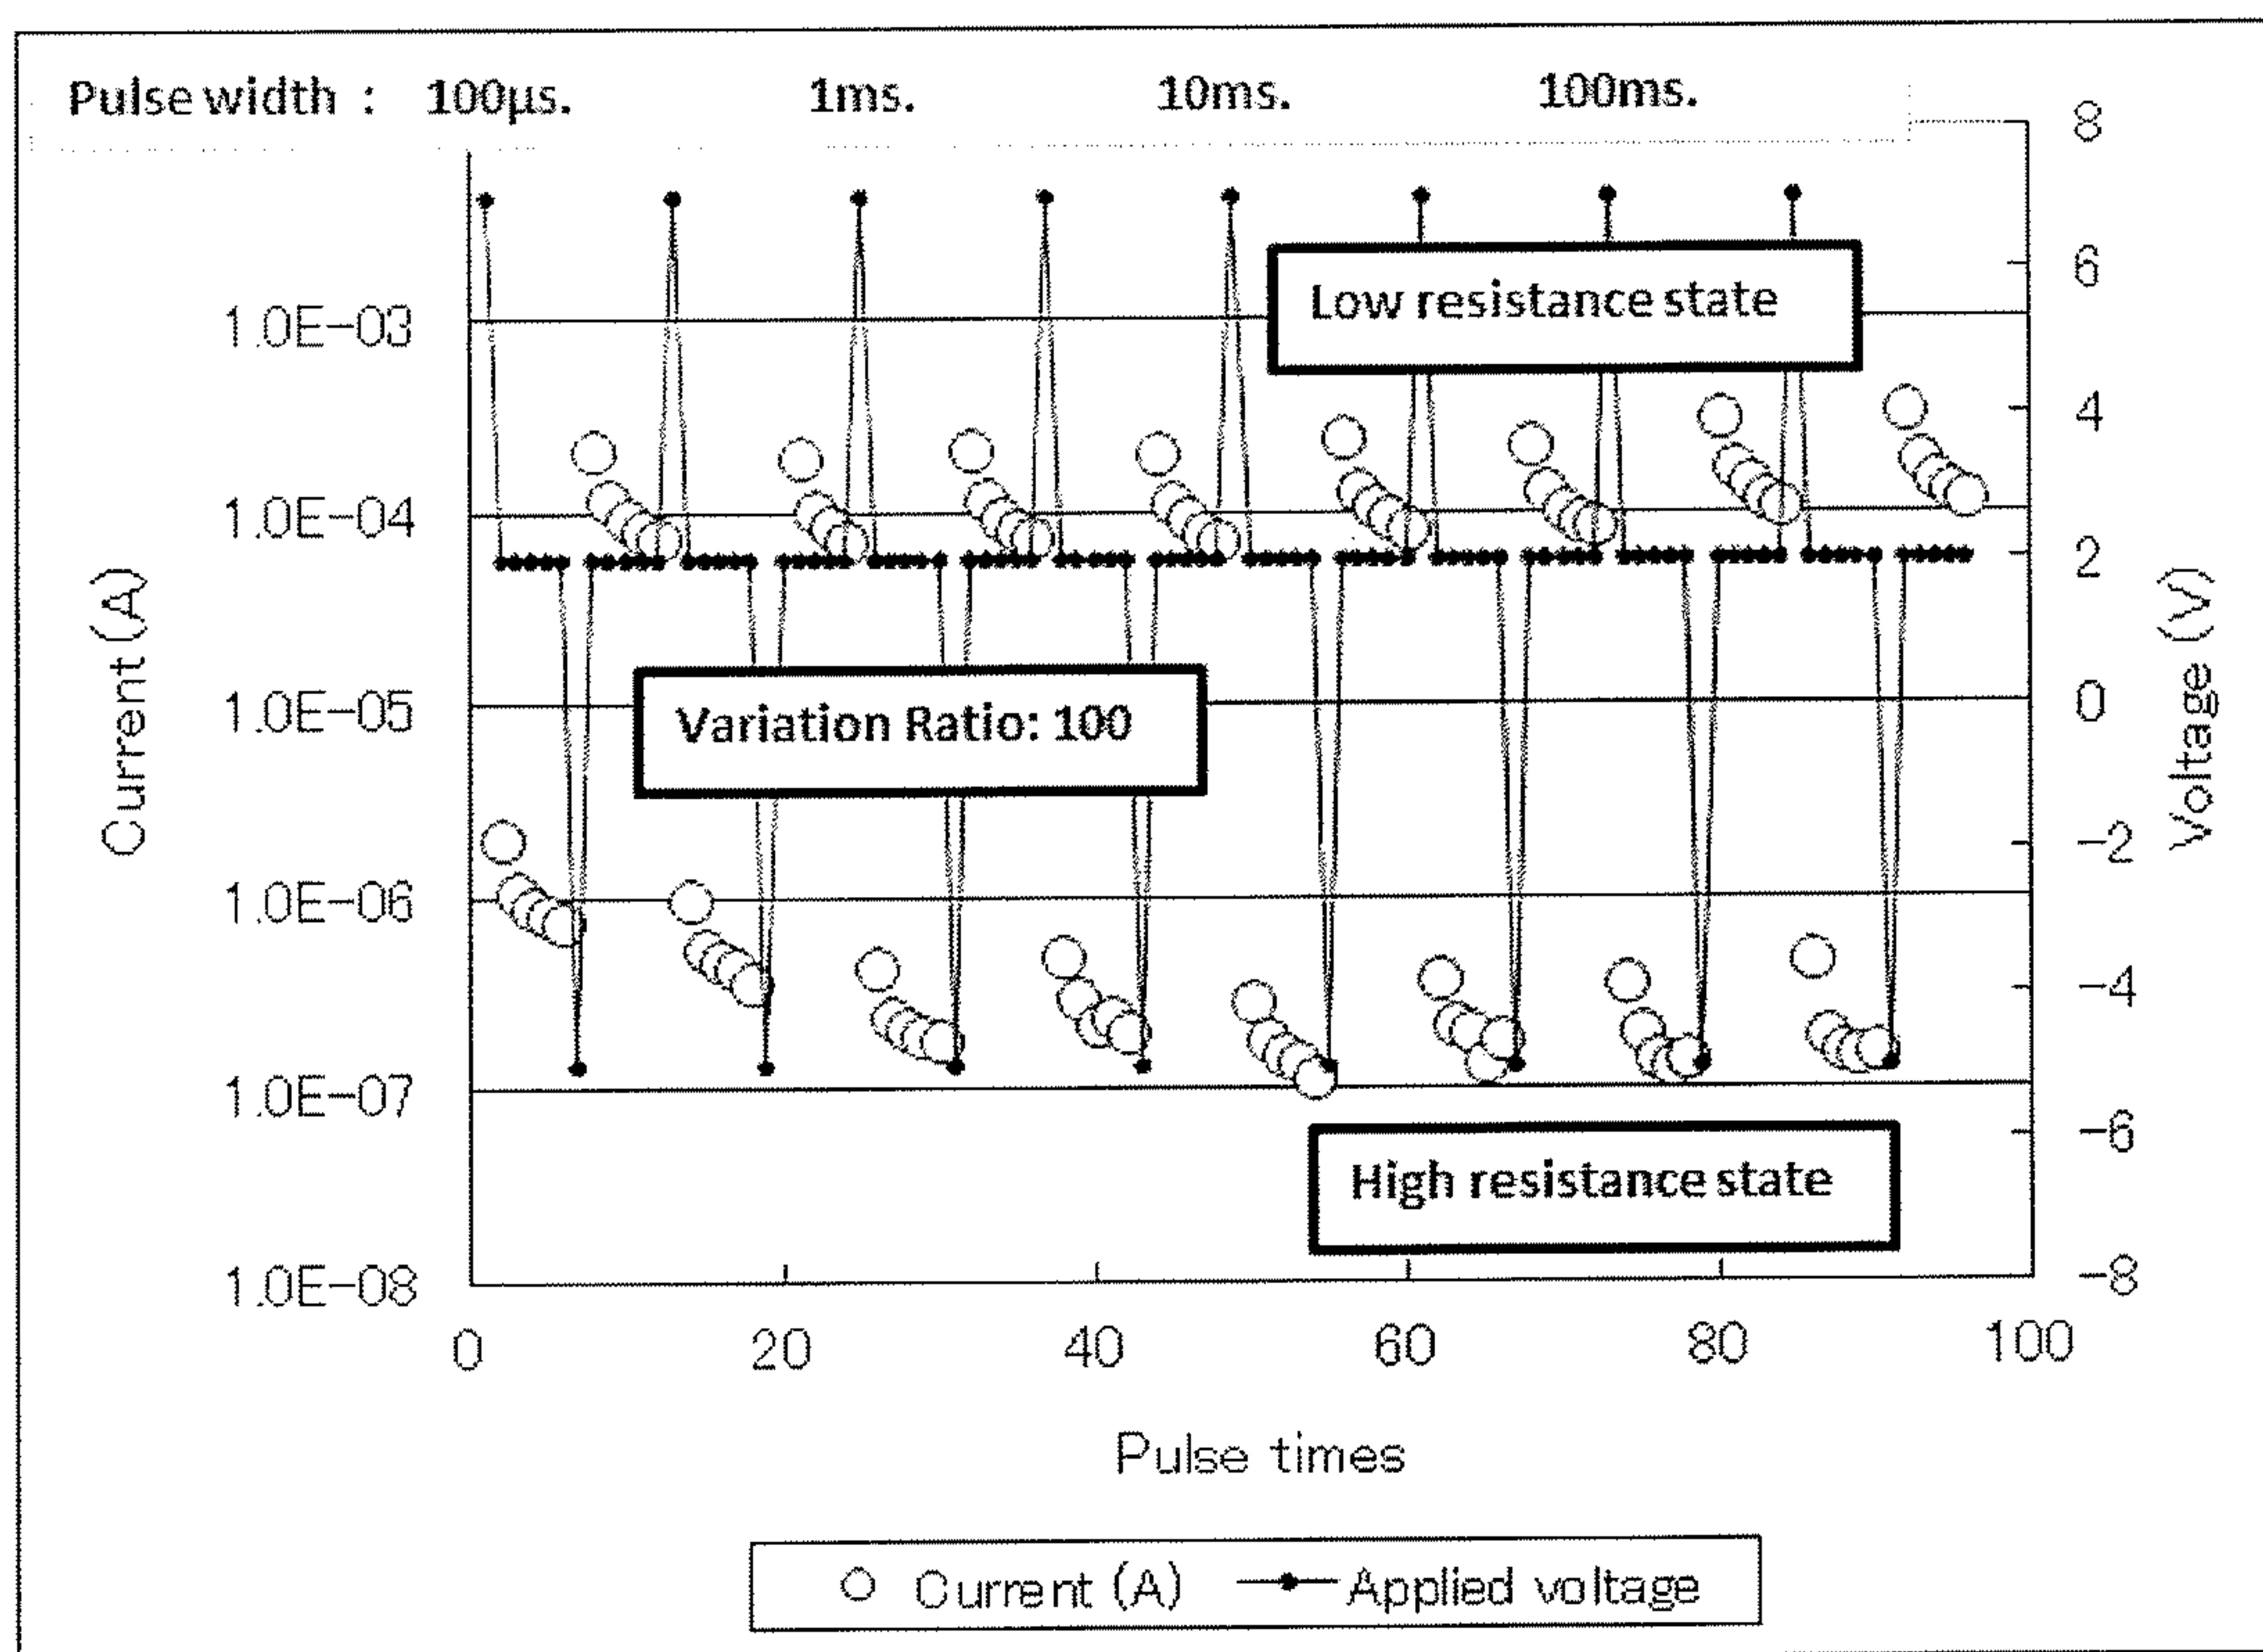 Pulse width : 100µs. 1ms. 10ms. 100ms.
8
6
4
2
0
-2
-4
-6
-8
Voltage (V)
Low resistance state
1.0E-03
1.0E-04
1.0E-05
1.0E-06
1.0E-07
1.0E-08
Current (A)
Variation Ratio: 100
High resistance state
0 20 40 60 80 100
Pulse times
Current (A) Applied voltage